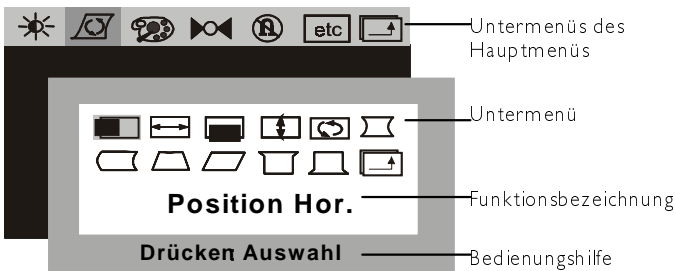 etc
Untermenüs des
Hauptmenüs
Untermenü
Position Hor.
Funktionsbezeichnung
Drücken: Auswahl
Bedienungshilfe